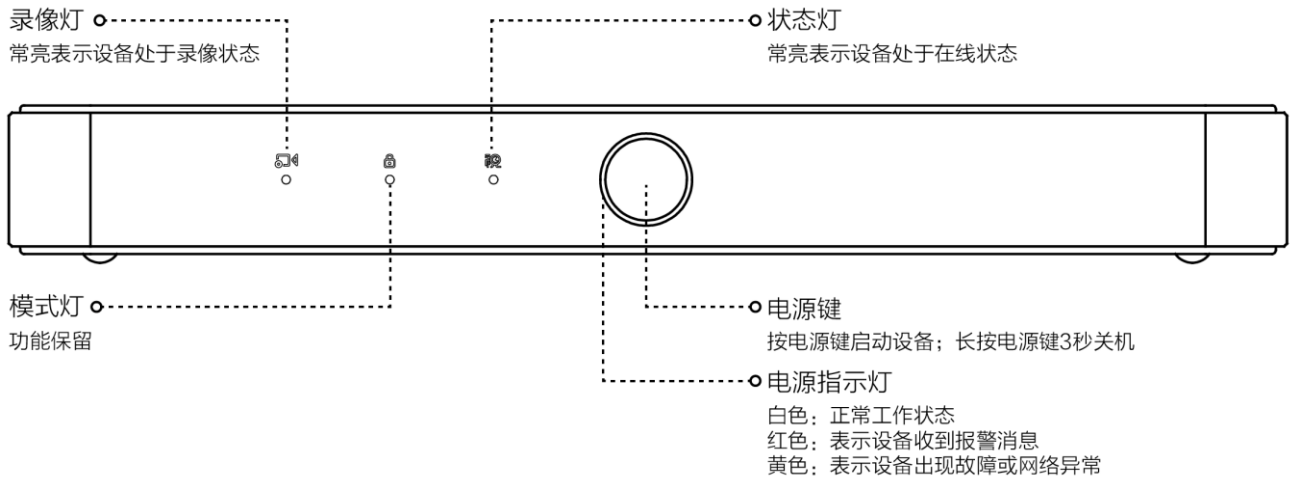 录像灯
常亮表示设备处于录像状态
状态灯
常亮表示设备处于在线状态
模式灯
功能保留
电源键
按电源键启动设备；长按电源键3秒关机
电源指示灯
白色：正常工作状态
红色：表示设备收到报警消息
黄色：表示设备出现故障或网络异常